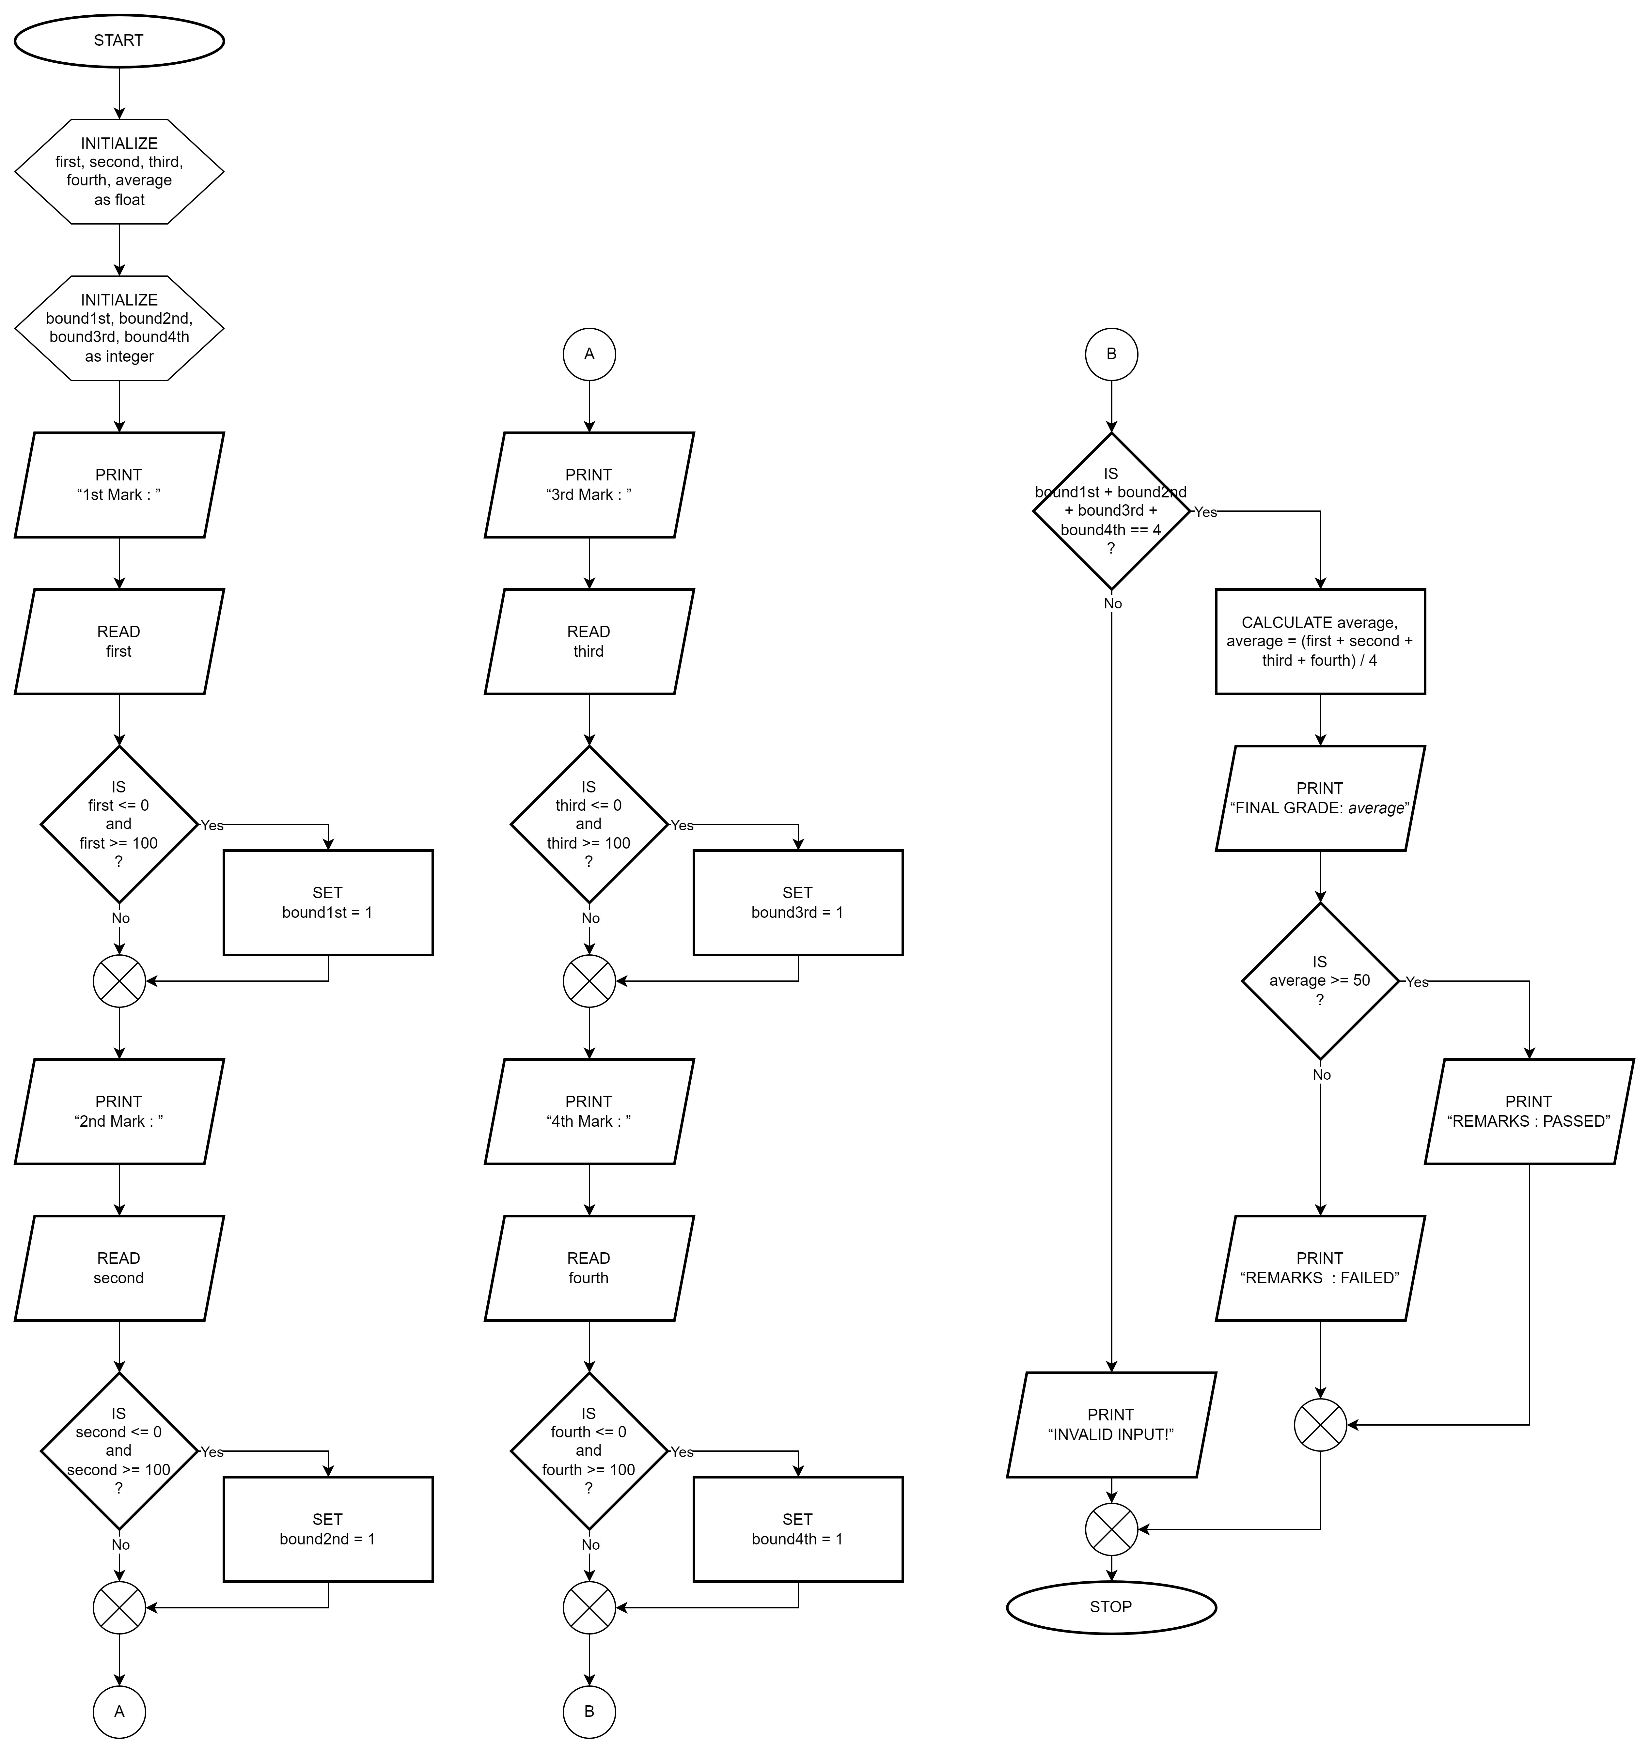 START
INITIALIZE
first, second, third,
fourth, average
as float
INITIALIZE
bound1st, bound2nd,
bound3rd, bound4th
as integer
PRINT
“1st Mark : ”
READ
first
IS
first <= 0
and
first >= 100
?
Yes
No
SET
bound1st = 1
PRINT
“2nd Mark : ”
READ
second
IS
second <= 0
and
second >= 100
?
Yes
No
SET
bound2nd = 1
A
A
PRINT
“3rd Mark : ”
READ
third
IS
third <= 0
and
third >= 100
?
Yes
No
SET
bound3rd = 1
PRINT
“4th Mark : ”
READ
fourth
IS
fourth <= 0
and
fourth >= 100
?
Yes
No
SET
bound4th = 1
B
B
IS
bound1st + bound2nd
+ bound3rd +
bound4th == 4
?
Yes
No
CALCULATE average,
average = (first + second +
third + fourth) / 4
PRINT
“FINAL GRADE: average”
IS
average >= 50
?
Yes
No
PRINT
“REMARKS : PASSED”
PRINT
“REMARKS  : FAILED”
PRINT
“INVALID INPUT!”
STOP